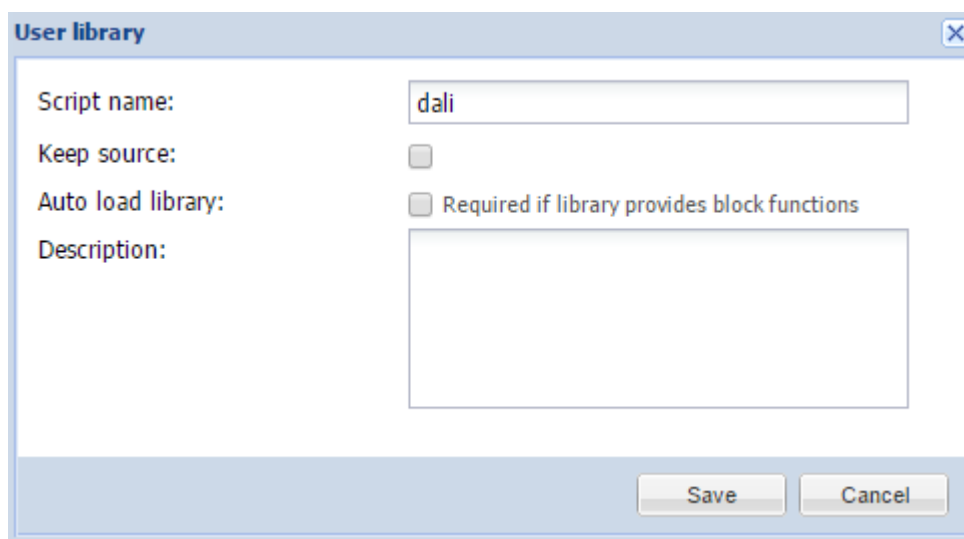 User library
Script name: dali
Keep source:
Auto load library: Required if library provides block functions
Description:
Save Cancel